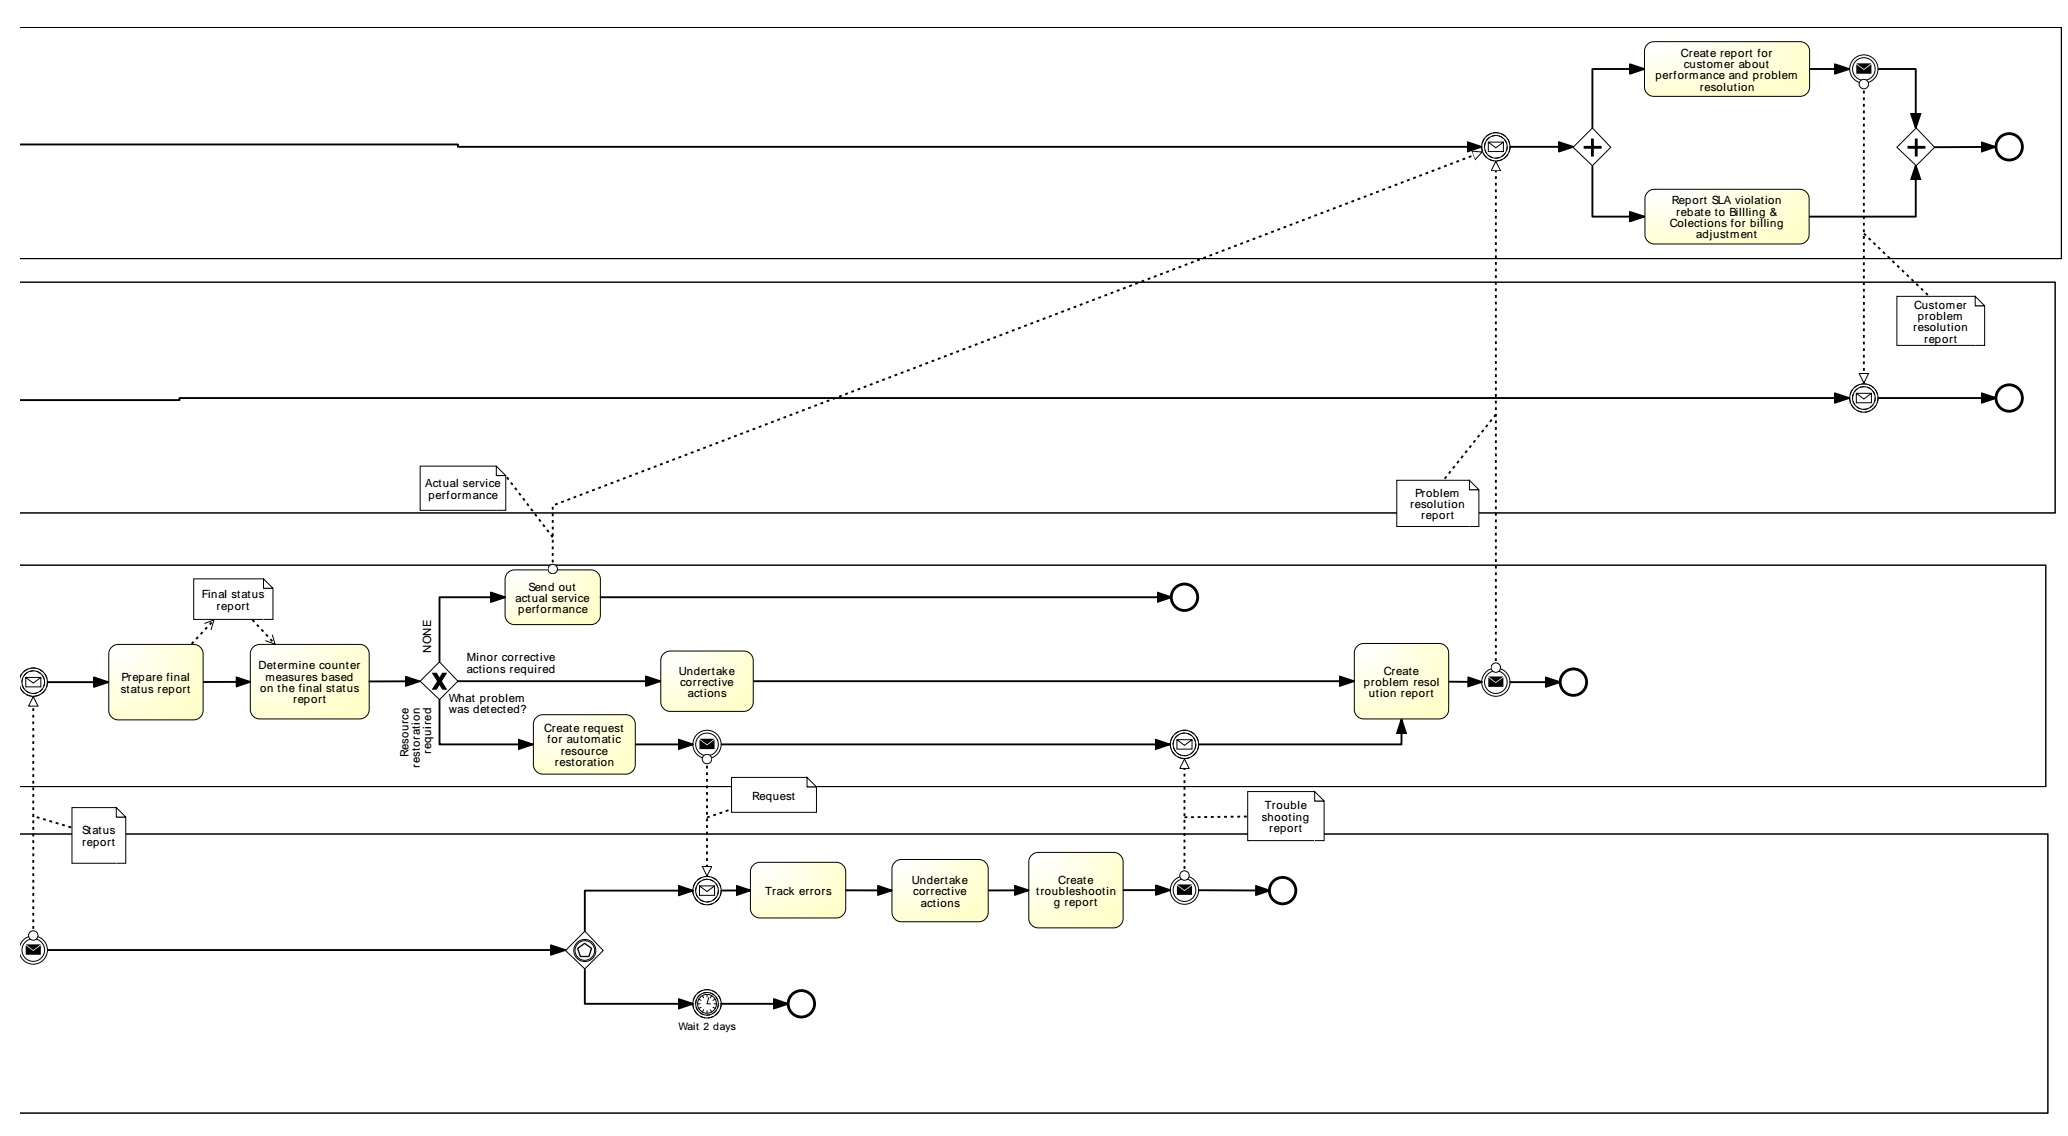 Create report for
customer about
performance and problem
resolution
Report SLA violation
rebate to Billling &
Colections for billing
adjustment
Customer
problem
resolution
report
Actual service
performance
Problem
resolution
report
Send out
actual service
performance
Final status
report
NONE
Prepare final
status report
Determine counter
measures based
on the final status
report
Minor corrective
actions required
What problem
was detected?
Resource
restoration
required
Undertake
corrective
actions
Create
problem resol
ution report
Create request
for automatic
resource
restoration
Request
Status
report
Trouble
shooting
report
Track errors
Undertake
corrective
actions
Create
troubleshootin
g report
Wait 2 days